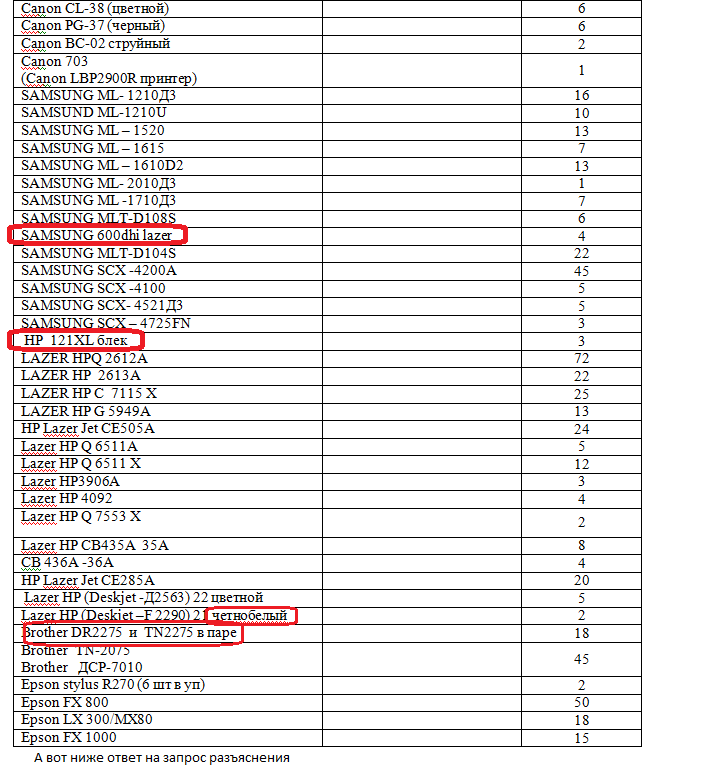 Canon CL-38 (цветной) 6
Canon PG-37 (черный) 6
Canon BC-02 струйный 2
Canon 703
(Canon LBP2900R принтер) 1
SAMSUNG ML- 1210Д3 16
SAMSUND ML-1210U 10
SAMSUNG ML – 1520 13
SAMSUNG ML – 1615 7
SAMSUNG ML – 1610D2 13
SAMSUNG ML- 2010Д3 1
SAMSUNG ML -1710Д3 7
SAMSUNG MLT-D108S 6
SAMSUNG 600dhi lazer 4
SAMSUNG MLT-D104S 22
SAMSUNG SCX -4200A 45
SAMSUNG SCX -4100 5
SAMSUNG SCX- 4521Д3 5
SAMSUNG SCX – 4725FN 3
HP 121XL блек 3
LAZER HPQ 2612A 72
LAZER HP 2613A 22
LAZER HP C 7115 X 25
LAZER HP G 5949A 13
HP Lazer Jet CE505A 24
Lazer HP Q 6511A 5
Lazer HP Q 6511 X 12
Lazer HP3906A 3
Lazer HP 4092 4
Lazer HP Q 7553 X 2
Lazer HP CB435A 35A 8
CB 436A -36A 4
HP Lazer Jet CE285A 20
Lazer HP (Deskjet -Д2563) 22 цветной 5
Lazer HP (Deskjet –F 2290) 21 четнобелый 2
Brother DR2275 и TN2275 в паре 18
Brother TN-2075
Brother ДСР-7010 45
Epson stylus R270 (6 шт в уп) 2
Epson FX 800 50
Epson LX 300/MX80 18
Epson FX 1000 15
А вот ниже ответ на запрос разъяснения